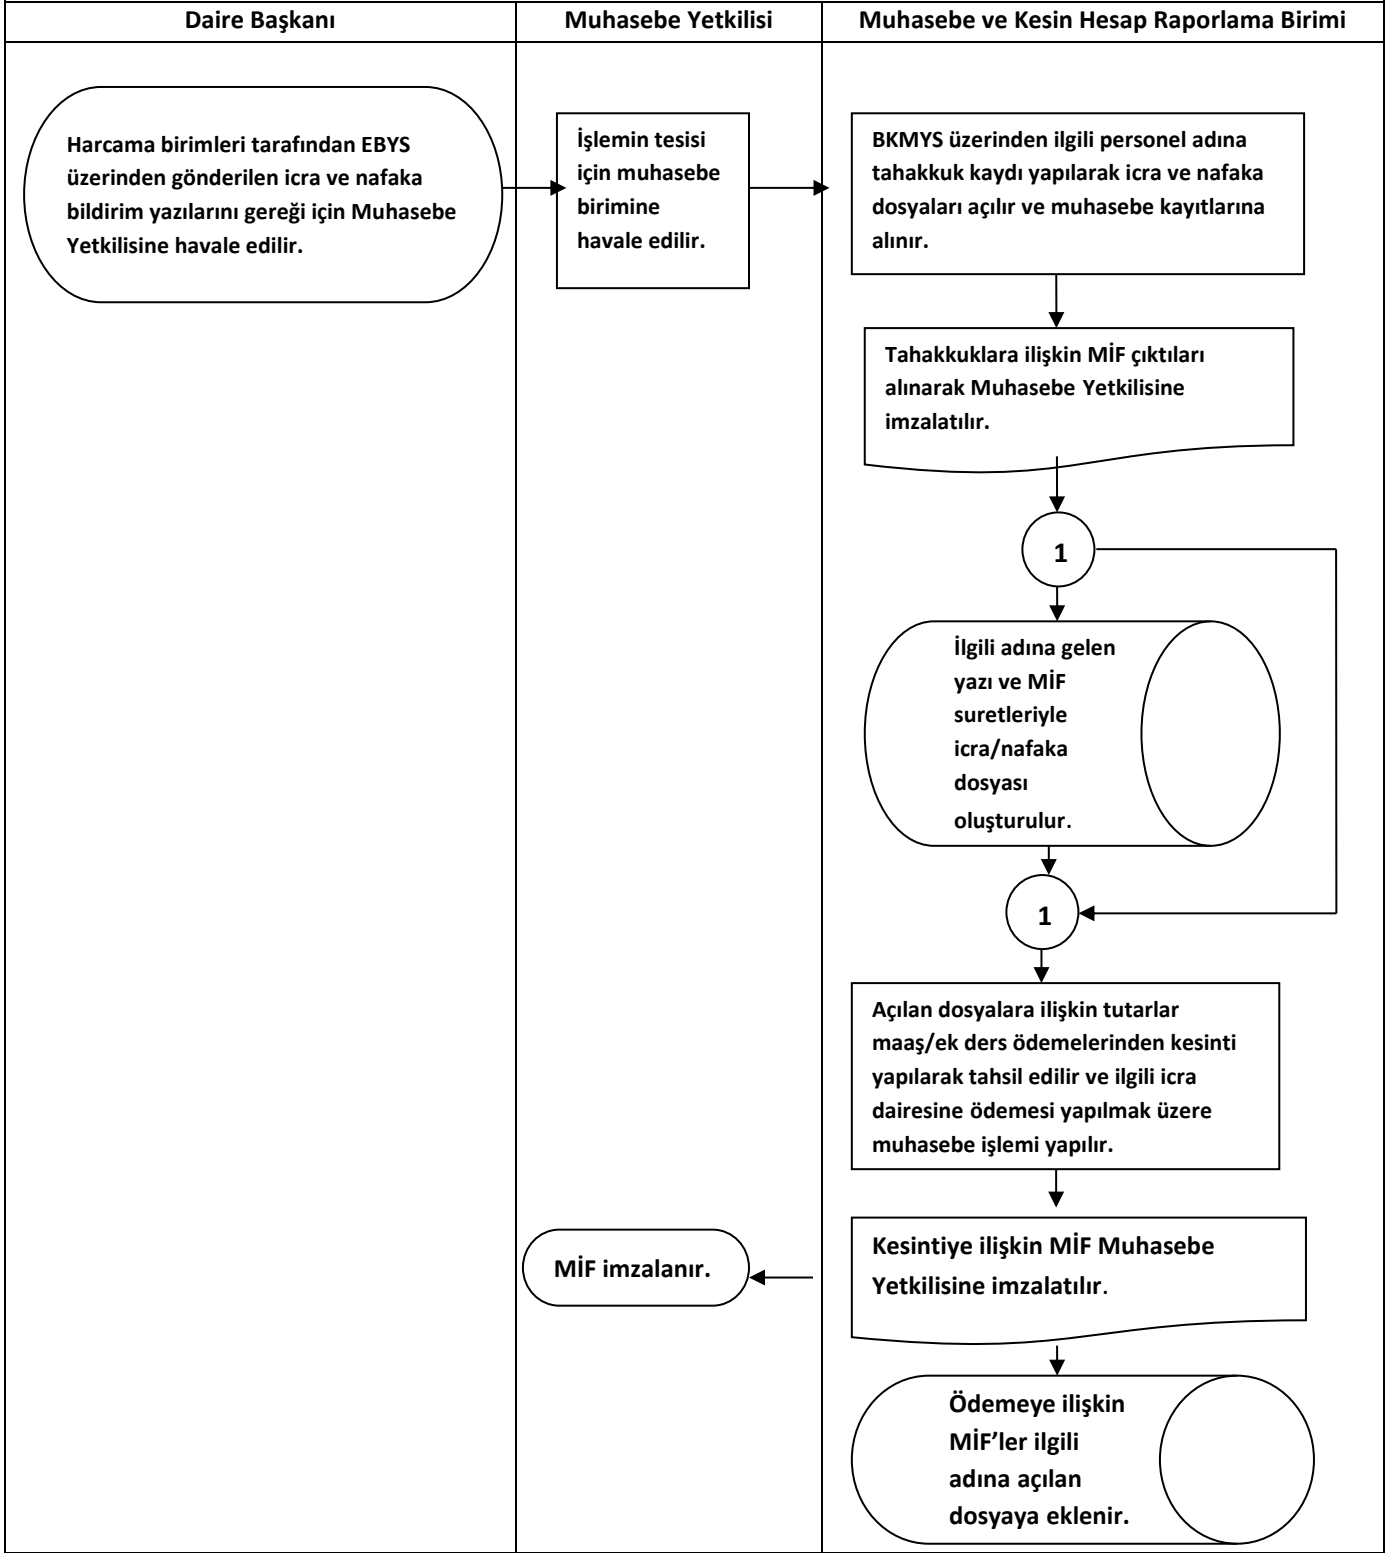 Daire Başkanı
Muhasebe Yetkilisi
Muhasebe ve Kesin Hesap Raporlama Birimi
Harcama birimleri tarafından EBYS
üzerinden gönderilen icra ve nafaka
bildirim yazılarını gereği için Muhasebe
Yetkilisine havale edilir.
İşlemin tesisi
için muhasebe
birimine
havale edilir.
BKMYS üzerinden ilgili personel adına
tahakkuk kaydı yapılarak icra ve nafaka
dosyaları açılır ve muhasebe kayıtlarına
alınır.
Tahakkuklara ilişkin MİF çıktıları
alınarak Muhasebe Yetkilisine
imzalatılır.
1
İlgili adına gelen
yazı ve MİF
suretleriyle
icra/nafaka
dosyası
oluşturulur.
1
Açılan dosyalara ilişkin tutarlar
maaş/ek ders ödemelerinden kesinti
yapılarak tahsil edilir ve ilgili icra
dairesine ödemesi yapılmak üzere
muhasebe işlemi yapılır.
Kesintiye ilişkin MİF Muhasebe
Yetkilisine imzalatılır.
MİF imzalanır.
Ödemeye ilişkin
MİF’ler ilgili
adına açılan
dosyaya eklenir.